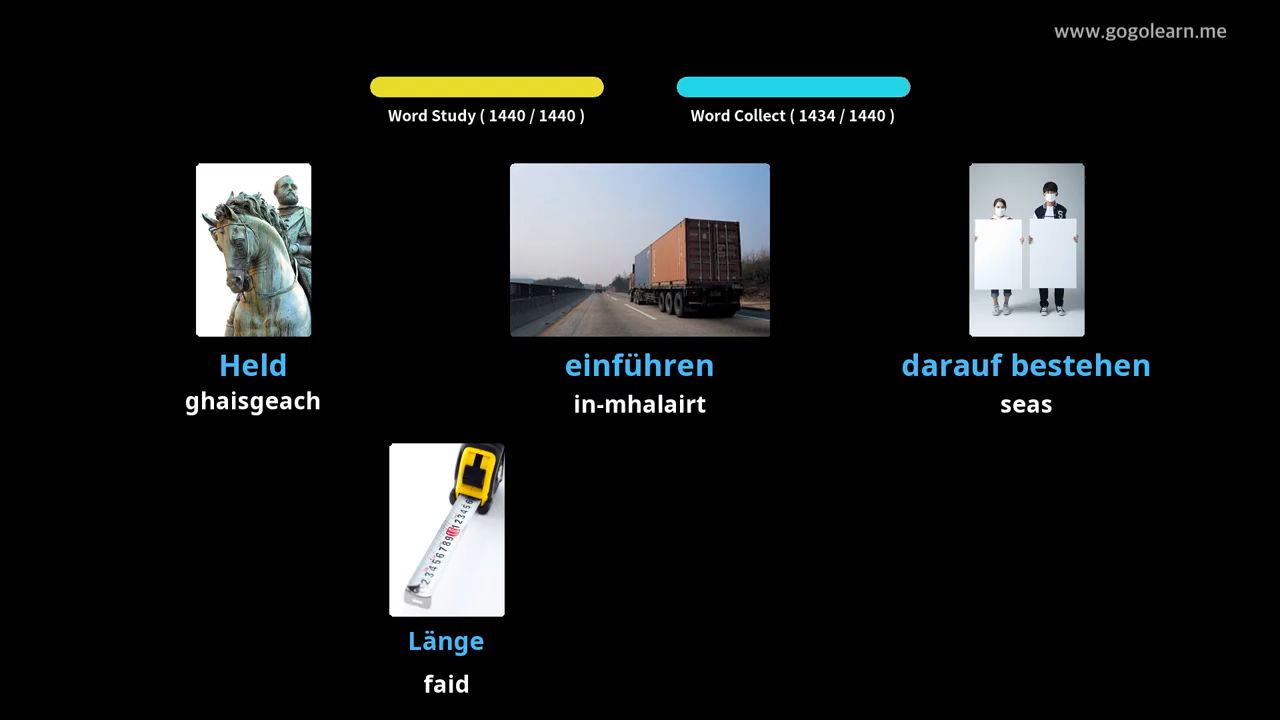 www.gogolearn.me
Word Study ( 1440 / 1440 )
Word Collect ( 1434 / 1440 )
Held
ghaisgeach
einführen
in-mhalairt
darauf bestehen
seas
Länge
faid